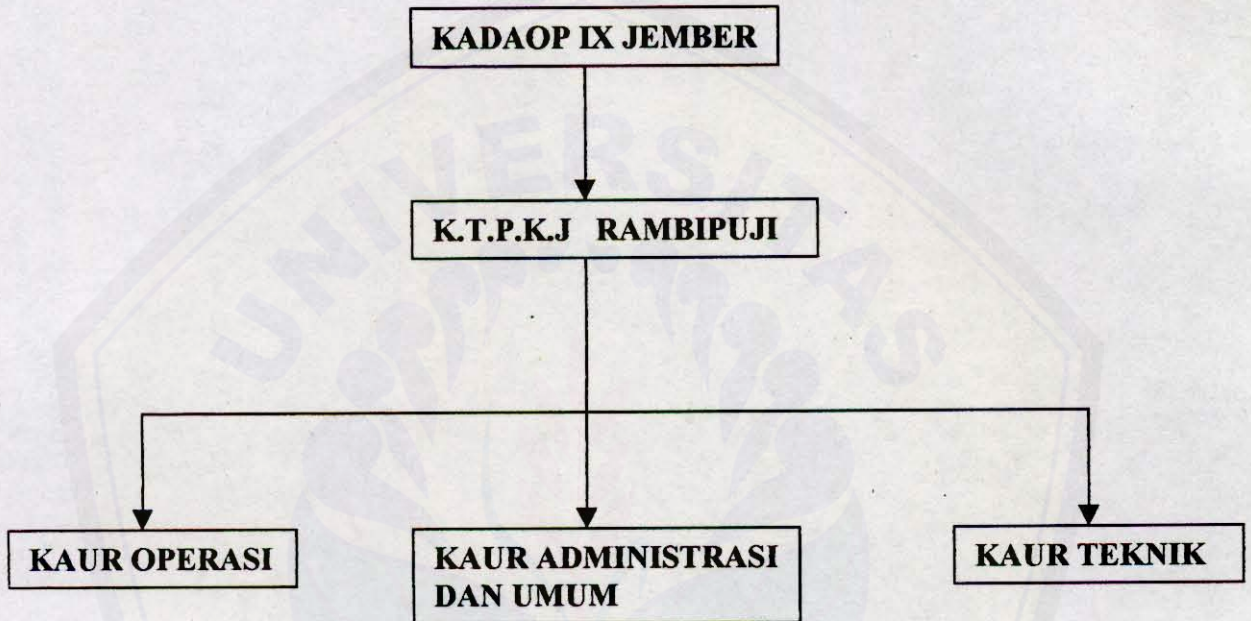 KADAOP IX JEMBER
K.T.P.K.J RAMBIPUJI
KAUR OPERASI
KAUR ADMINISTRASI
DAN UMUM
KAUR TEKNIK
UNIVERSITAS